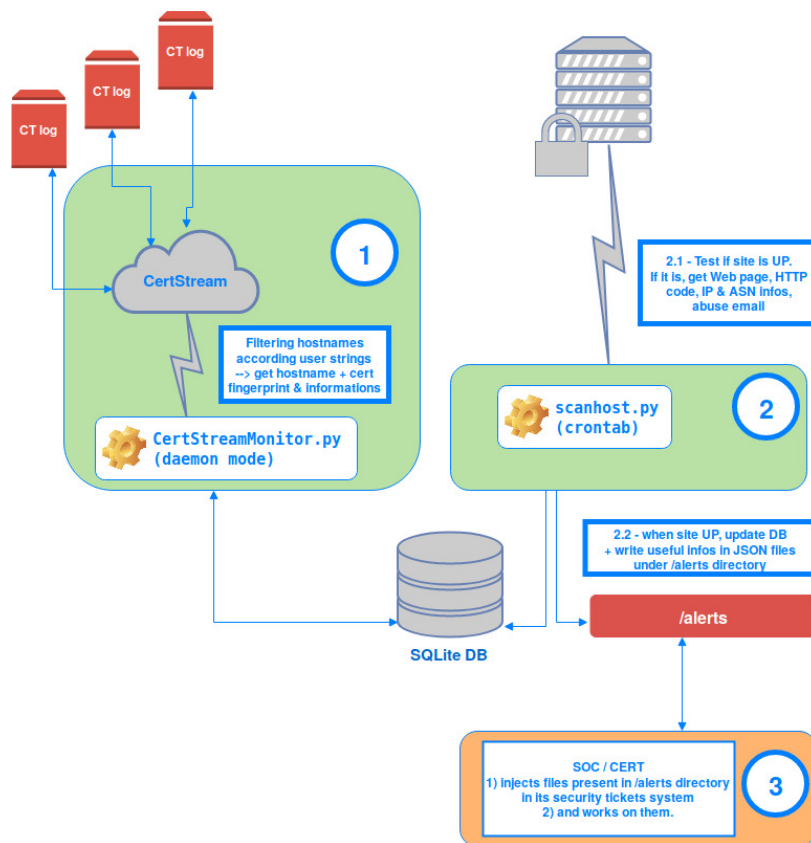 CT log
CT log
CT log
1
CertStream
Filtering hostnames
according user strings
--> get hostname + cert
fingerprint & informations
CertStreamMonitor.py
(daemon mode)
2.1 - Test if site is UP.
If it is, get Web page, HTTP
code, IP & ASN infos,
abuse email
2
scanhost.py
(crontab)
2.2 - when site UP, update DB
+ write useful infos in JSON files
under /alerts directory
SQLite DB
/alerts
SOC / CERT
1) injects files present in /alerts directory
in its security tickets system
2) and works on them.
3